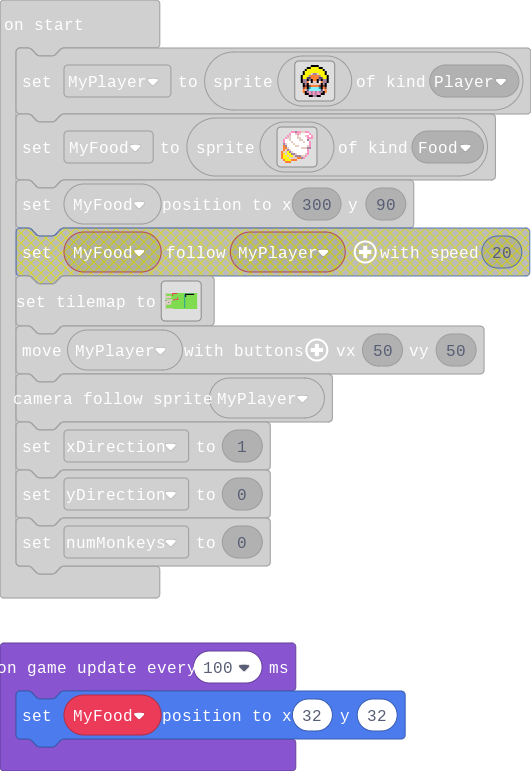 on start
set MyPlayer to sprite of kind Player
set MyFood to sprite of kind Food
set MyFood position to x 300 y 90
set MyFood follow MyPlayer with speed 20
set tilemap to
move MyPlayer with buttons vx 50 vy 50
camera follow sprite MyPlayer
set xDirection to 1
set yDirection to 0
set numMonkeys to 0
on game update every 100 ms
set MyFood position to x 32 y 32